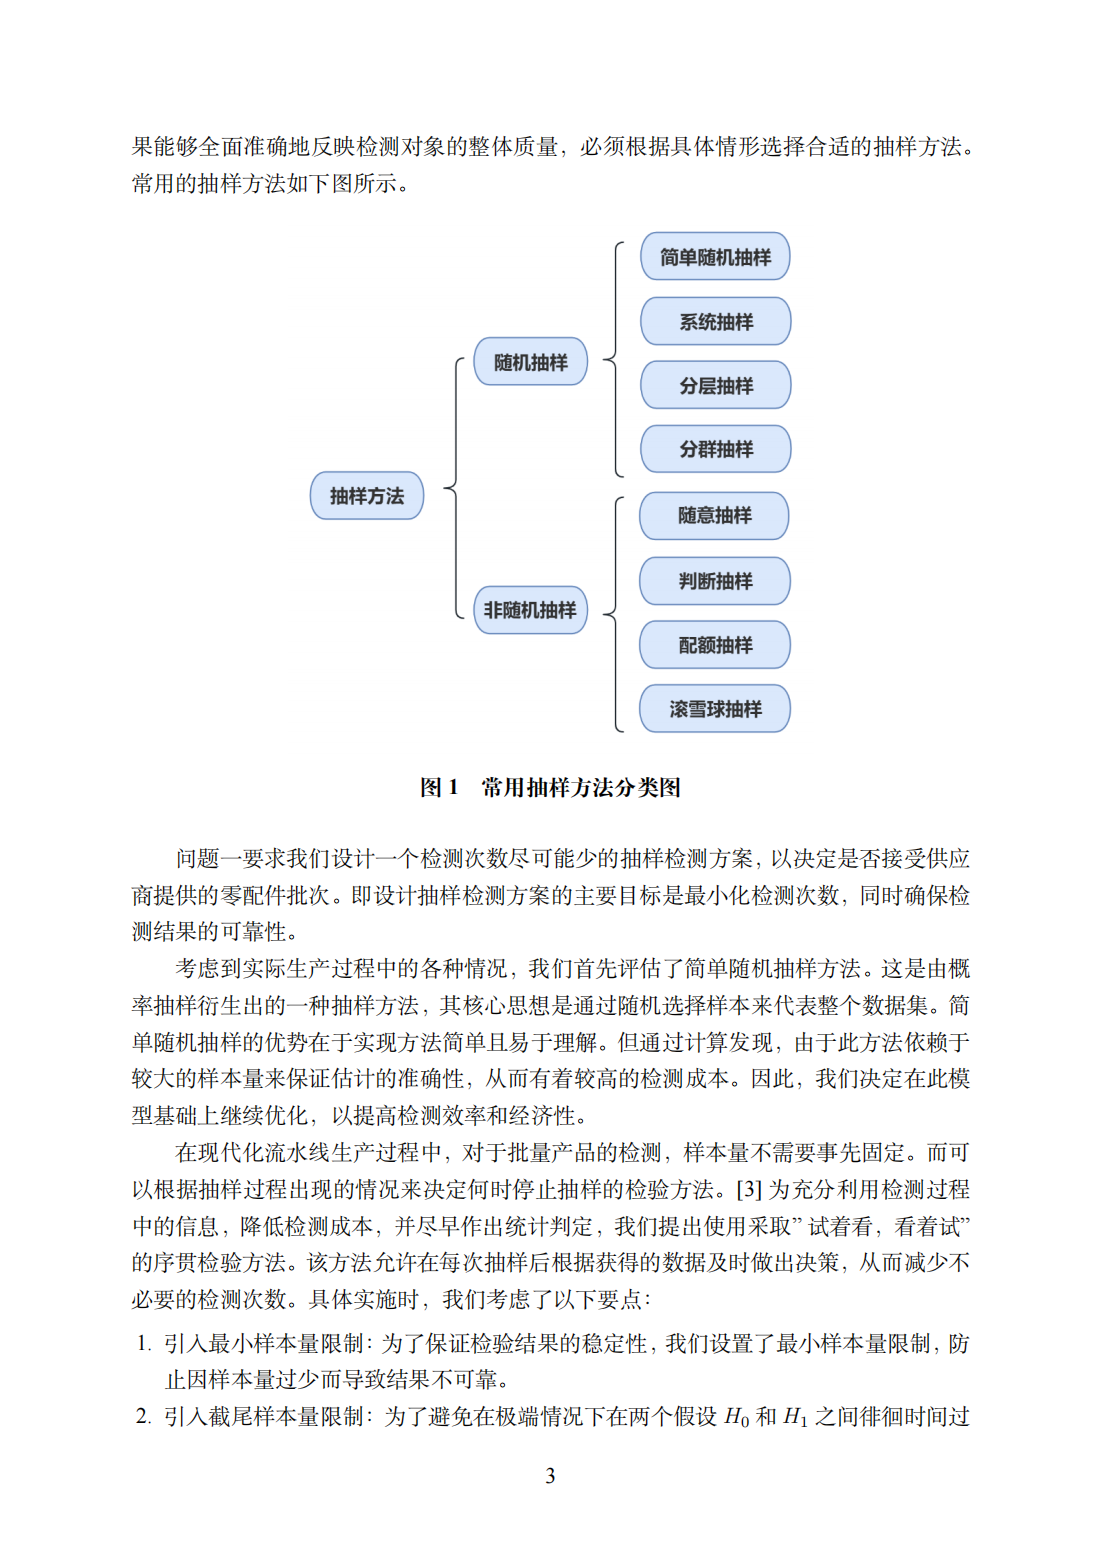 果能够全面准确地反映检测对象的整体质量，必须根据具体情形选择合适的抽样方法。
常用的抽样方法如下图所示。
简单随机抽样
系统抽样
随机抽样
分层抽样
分群抽样
抽样方法
随意抽样
判断抽样
非随机抽样
配额抽样
滚雪球抽样
图 1 常用抽样方法分类图
问题一要求我们设计一个检测次数尽可能少的抽样检测方案，以决定是否接受供应
商提供的零配件批次。即设计抽样检测方案的主要目标是最小化检测次数，同时确保检
测结果的可靠性。
考虑到实际生产过程中的各种情况，我们首先评估了简单随机抽样方法。这是由概
率抽样衍生出的一种抽样方法，其核心思想是通过随机选择样本来代表整个数据集。简
单随机抽样的优势在于实现方法简单且易于理解。但通过计算发现，由于此方法依赖于
较大的样本量来保证估计的准确性，从而有着较高的检测成本。因此，我们决定在此模
型基础上继续优化，以提高检测效率和经济性。
在现代化流水线生产过程中，对于批量产品的检测，样本量不需要事先固定。而可
以根据抽样过程出现的情况来决定何时停止抽样的检验方法。[3] 为充分利用检测过程
中的信息，降低检测成本，并尽早作出统计判定，我们提出使用采取” 试着看，看着试”
的序贯检验方法。该方法允许在每次抽样后根据获得的数据及时做出决策，从而减少不
必要的检测次数。具体实施时，我们考虑了以下要点：
1. 引入最小样本量限制：为了保证检验结果的稳定性，我们设置了最小样本量限制，防
止因样本量过少而导致结果不可靠。
2. 引入截尾样本量限制：为了避免在极端情况下在两个假设 H₀ 和 H₁ 之间徘徊时间过
3